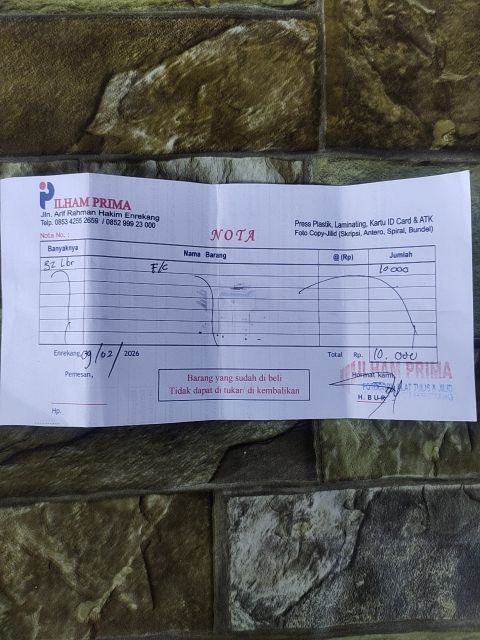 ILHAM PRIMA
Jln. Arif Rahman Hakim Enrekang
Telp. 0853 4255 2659 / 0852 999 23 000
Press Plastik, Laminating, Kartu ID Card & ATK
Foto Copy-Jilid (Skripsi, Antero, Spiral, Bundel)
NOTA
Nota No. :
Banyaknya Nama Barang @ (Rp) Jumlah
32 Lbr F/C 10000
Enrekang, 09/02/2026
Total Rp. 10.000
Pemesan,
Hormat kami
Barang yang sudah di beli
Tidak dapat di tukar/ di kembalikan
ILHAM PRIMA
H. BUR
Hp.